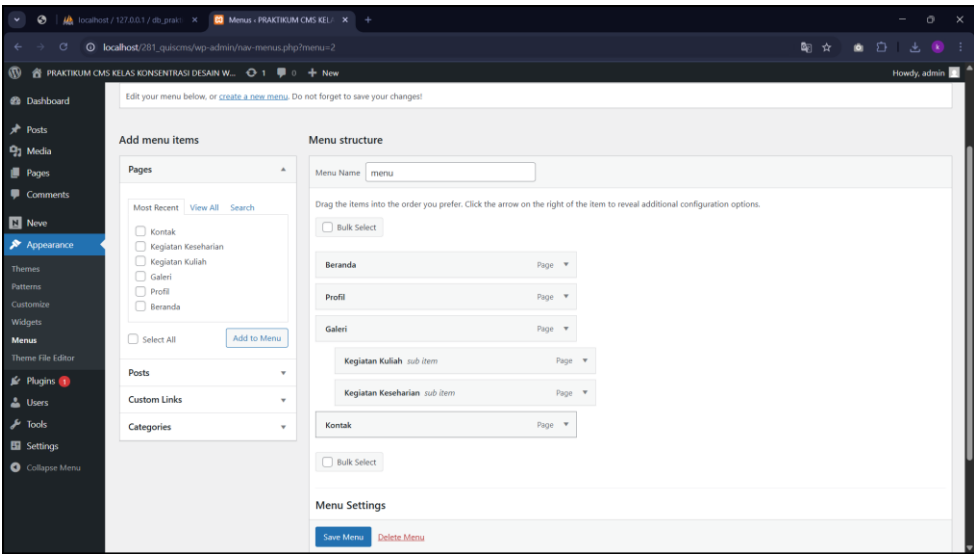 localhost / 127.0.0.1 / db_prakt
Menus ‹ PRAKTIKUM CMS KELA
localhost/281_quiscms/wp-admin/nav-menus.php?menu=2
PRAKTIKUM CMS KELAS KONSENTRASI DESAIN W... 1 0 New
Howdy, admin
Dashboard
Posts
Media
Pages
Comments
Neve
Appearance
Themes
Patterns
Customize
Widgets
Menus
Theme File Editor
Plugins 1
Users
Tools
Settings
Collapse Menu
Edit your menu below, or create a new menu. Do not forget to save your changes!
Add menu items
Pages
Most Recent View All Search
Kontak
Kegiatan Keseharian
Kegiatan Kuliah
Galeri
Profil
Beranda
Select All
Add to Menu
Posts
Custom Links
Categories
Menu structure
Menu Name menu
Drag the items into the order you prefer. Click the arrow on the right of the item to reveal additional configuration options.
Bulk Select
Beranda Page
Profil Page
Galeri Page
Kegiatan Kuliah sub item Page
Kegiatan Keseharian sub item Page
Kontak Page
Bulk Select
Menu Settings
Save Menu Delete Menu